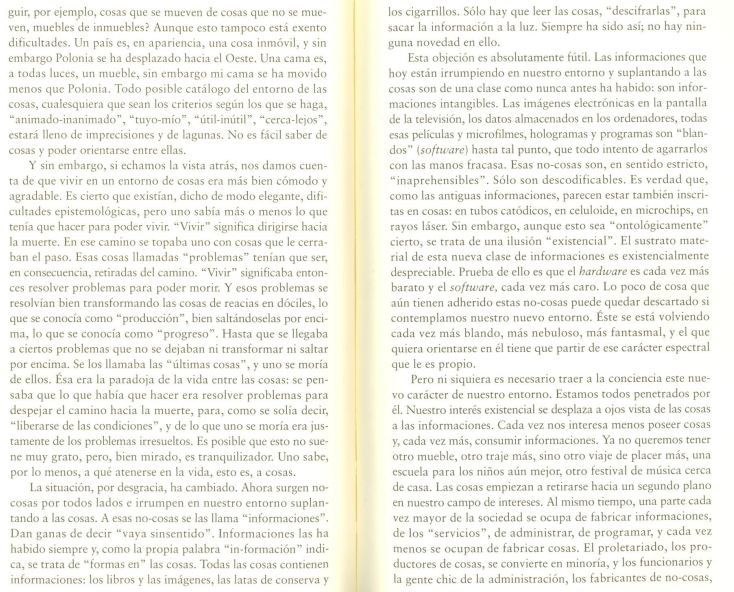 guir, por ejemplo, cosas que se mueven de cosas que no se mue-
ven, muebles de inmuebles? Aunque esto tampoco está exento
dificultades. Un país es, en apariencia, una cosa inmóvil, y sin
embargo Polonia se ha desplazado hacia el Oeste. Una cama es,
a todas luces, un mueble, sin embargo mi cama se ha movido
menos que Polonia. Todo posible catálogo del entorno de las
cosas, cualesquiera que sean los criterios según los que se haga,
“animado-inanimado”, “tuyo-mío”, “útil-inútil”, “cerca-lejos”,
estará lleno de imprecisiones y de lagunas. No es fácil saber de
cosas y poder orientarse entre ellas.
Y sin embargo, si echamos la vista atrás, nos damos cuen-
ta de que vivir en un entorno de cosas era más bien cómodo y
agradable. Es cierto que existían, dicho de modo elegante, difi-
cultades epistemológicas, pero uno sabía más o menos lo que
tenía que hacer para poder vivir. “Vivir” significa dirigirse hacia
la muerte. En ese camino se topaba uno con cosas que le cerra-
ban el paso. Esas cosas llamadas “problemas” tenían que ser,
en consecuencia, retiradas del camino. “Vivir” significaba enton-
ces resolver problemas para poder morir. Y esos problemas se
resolvían bien transformando las cosas de reacias en dóciles, lo
que se conocía como “producción”, bien saltándoselas por enci-
ma, lo que se conocía como “progreso”. Hasta que se llegaba
a ciertos problemas que no se dejaban ni transformar ni saltar
por encima. Se los llamaba las “últimas cosas”, y uno se moría
de ellos. Ésa era la paradoja de la vida entre las cosas: se pen-
saba que lo que había que hacer era resolver problemas para
despejar el camino hacia la muerte, para, como se solía decir,
“liberarse de las condiciones”, y de lo que uno se moría era jus-
tamente de los problemas irresueltos. Es posible que esto no sue-
ne muy grato, pero, bien mirado, es tranquilizador. Uno sabe,
por lo menos, a qué atenerse en la vida, esto es, a cosas.
La situación, por desgracia, ha cambiado. Ahora surgen no-
cosas por todos lados e irrumpen en nuestro entorno suplan-
tando a las cosas. A esas no-cosas se las llama “informaciones”.
Dan ganas de decir “vaya sinsentido”. Informaciones las ha
habido siempre y, como la propia palabra “in-formación” indi-
ca, se trata de “formas en” las cosas. Todas las cosas contienen
informaciones: los libros y las imágenes, las latas de conserva y
los cigarrillos. Sólo hay que leer las cosas, “descifrarlas”, para
sacar la información a la luz. Siempre ha sido así; no hay nin-
guna novedad en ello.
Esta objeción es absolutamente fútil. Las informaciones que
hoy están irrumpiendo en nuestro entorno y suplantando a las
cosas son de una clase como nunca antes ha habido: son infor-
maciones intangibles. Las imágenes electrónicas en la pantalla
de la televisión, los datos almacenados en los ordenadores, todas
esas películas y microfilmes, hologramas y programas son “blan-
dos” (software) hasta tal punto, que todo intento de agarrarlos
con las manos fracasa. Esas no-cosas son, en sentido estricto,
“inaprehensibles”. Sólo son descodificables. Es verdad que,
como las antiguas informaciones, parecen estar también inscri-
tas en cosas: en tubos catódicos, en celuloide, en microchips, en
rayos láser. Sin embargo, aunque esto sea “ontológicamente”
cierto, se trata de una ilusión “existencial”. El sustrato mate-
rial de esta nueva clase de informaciones es existencialmente
despreciable. Prueba de ello es que el hardware es cada vez más
barato y el software, cada vez más caro. Lo poco de cosa que
aún tienen adherido estas no-cosas puede quedar descartado si
contemplamos nuestro nuevo entorno. Éste se está volviendo
cada vez más blando, más nebuloso, más fantasmal, y el que
quiera orientarse en él tiene que partir de ese carácter espectral
que le es propio.
Pero ni siquiera es necesario traer a la conciencia este nue-
vo carácter de nuestro entorno. Estamos todos penetrados por
él. Nuestro interés existencial se desplaza a ojos vista de las cosas
a las informaciones. Cada vez nos interesa menos poseer cosas
y, cada vez más, consumir informaciones. Ya no queremos tener
otro mueble, otro traje más, sino otro viaje de placer más, una
escuela para los niños aún mejor, otro festival de música cerca
de casa. Las cosas empiezan a retirarse hacia un segundo plano
en nuestro campo de intereses. Al mismo tiempo, una parte cada
vez mayor de la sociedad se ocupa de fabricar informaciones,
de los “servicios”, de administrar, de programar, y cada vez
menos se ocupan de fabricar cosas. El proletariado, los pro-
ductores de cosas, se convierte en minoría, y los funcionarios y
la gente chic de la administración, los fabricantes de no-cosas,